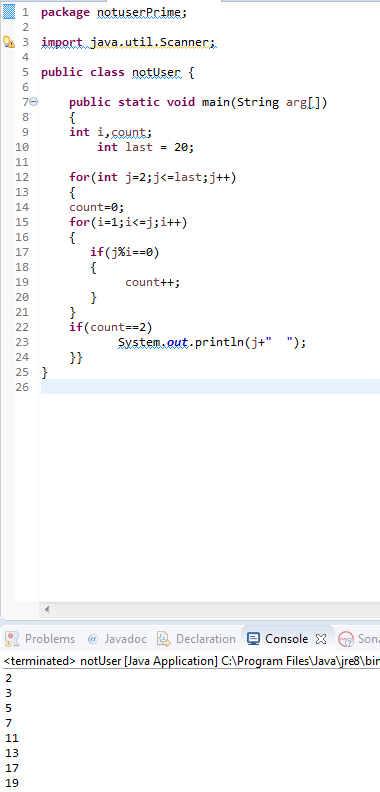 1 package notuserPrime;
2
3 import java.util.Scanner;
4
5 public class notUser {
6
7 public static void main(String arg[])
8 {
9 int i,count;
10 int last = 20;
11
12 for(int j=2;j<=last;j++)
13 {
14 count=0;
15 for(i=1;i<=j;i++)
16 {
17 if(j%i==0)
18 {
19 count++;
20 }
21 }
22 if(count==2)
23 System.out.println(j+"  ");
24 }}
25 }
26
Problems @ Javadoc Declaration Console Sona
<terminated> notUser [Java Application] C:\Program Files\Java\jre8\bin
2
3
5
7
11
13
17
19